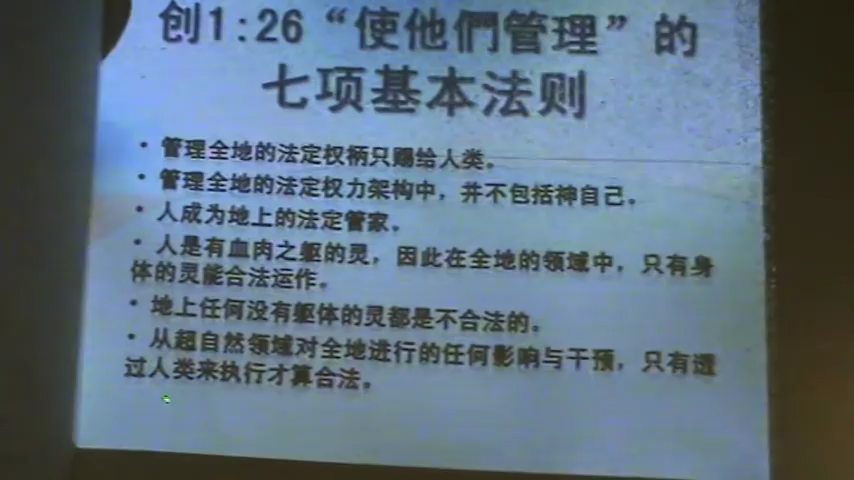 创1:26“使他們管理”的
七项基本法则
• 管理全地的法定权柄只赐给人类。
• 管理全地的法定权力架构中，并不包括神自己。
• 人成为地上的法定管家。
• 人是有血肉之躯的灵，因此在全地的领域中，只有身
体的灵能合法运作。
• 地上任何没有躯体的灵都是不合法的。
• 从超自然领域对全地进行的任何影响与干预，只有透
过人类来执行才算合法。